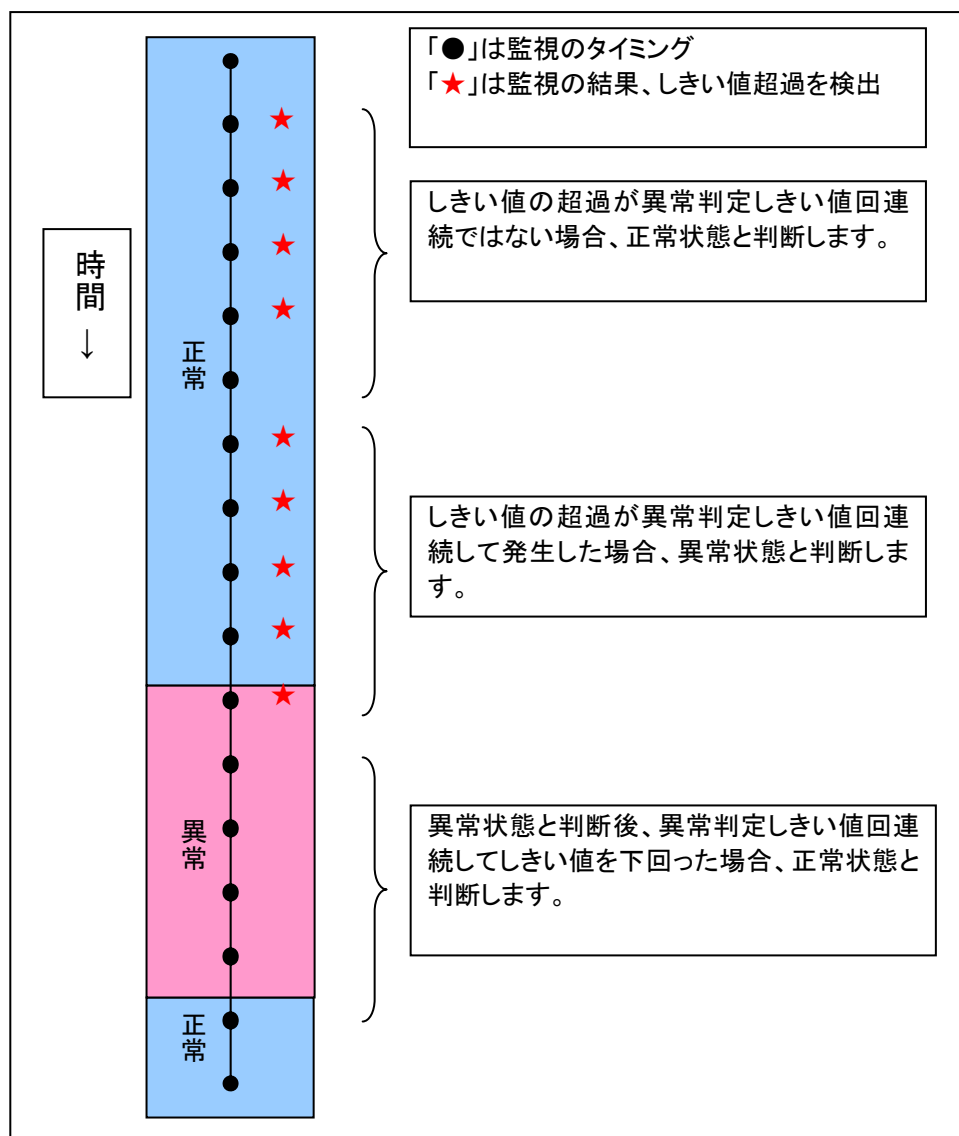 「●」は監視のタイミング
「★」は監視の結果、しきい値超過を検出
しきい値の超過が異常判定しきい値回連
続ではない場合、正常状態と判断します。
時間
↓
正常
しきい値の超過が異常判定しきい値回連
続して発生した場合、異常状態と判断しま
す。
異常
異常状態と判断後、異常判定しきい値回連
続してしきい値を下回った場合、正常状態と
判断します。
正常